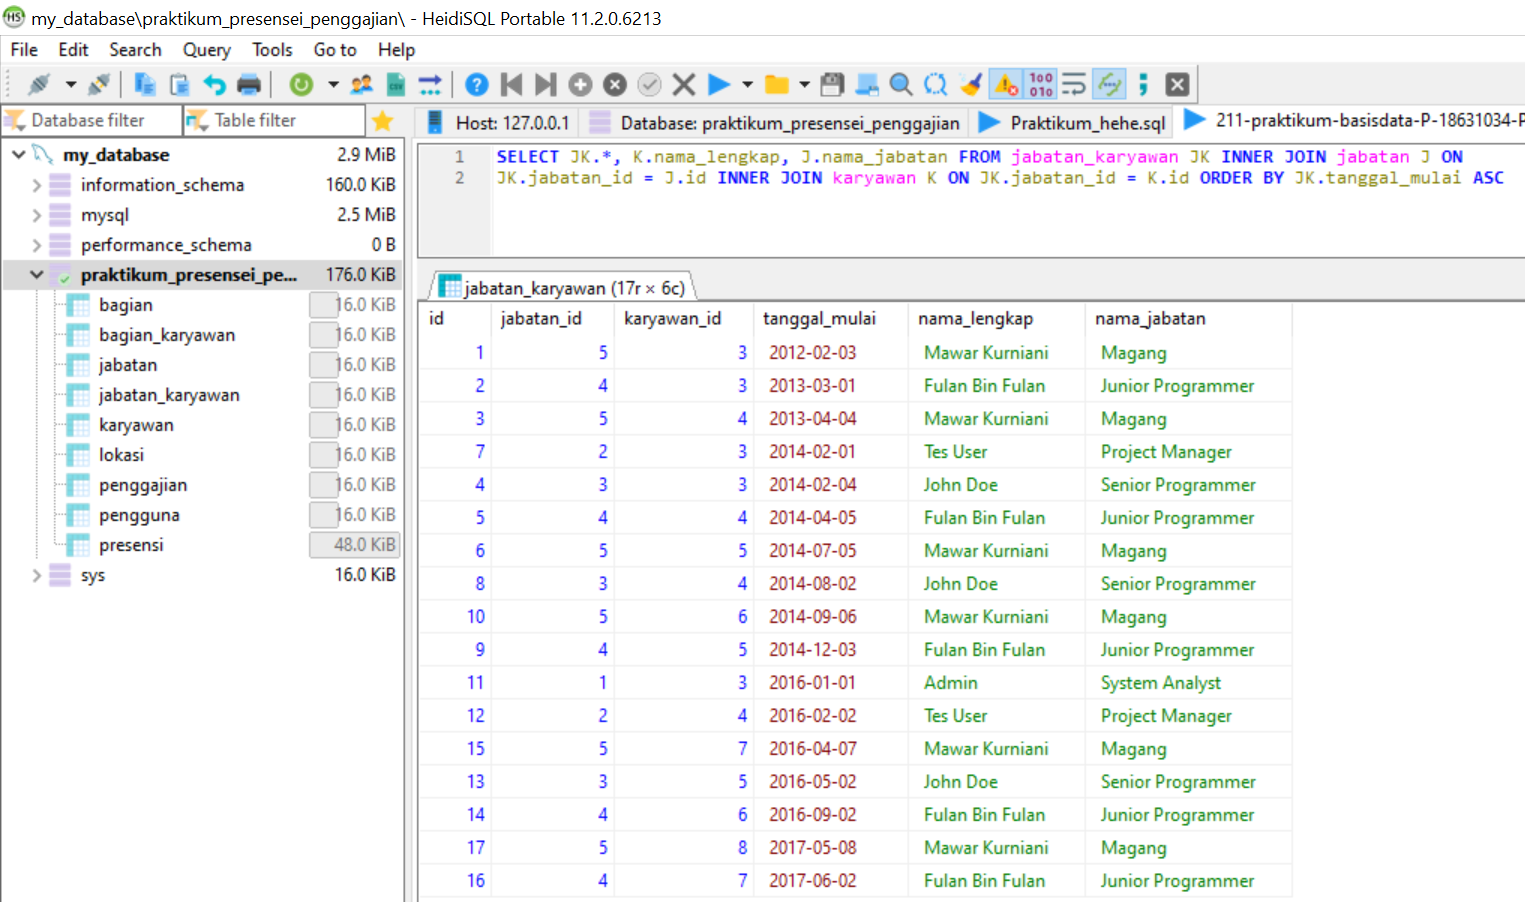 my_database\praktikum_presensei_penggajian\ - HeidiSQL Portable 11.2.0.6213
File Edit Search Query Tools Go to Help
Database filter Table filter Host: 127.0.0.1 Database: praktikum_presensei_penggajian Praktikum_hehe.sql 211-praktikum-basisdata-P-18631034-P
my_database 2.9 MiB
information_schema 160.0 KiB
mysql 2.5 MiB
performance_schema 0 B
praktikum_presensei_pe... 176.0 KiB
bagian 16.0 KiB
bagian_karyawan 16.0 KiB
jabatan 16.0 KiB
jabatan_karyawan 16.0 KiB
karyawan 16.0 KiB
lokasi 16.0 KiB
penggajian 16.0 KiB
pengguna 16.0 KiB
presensi 48.0 KiB
sys 16.0 KiB
1 SELECT JK.*, K.nama_lengkap, J.nama_jabatan FROM jabatan_karyawan JK INNER JOIN jabatan J ON
2 JK.jabatan_id = J.id INNER JOIN karyawan K ON JK.jabatan_id = K.id ORDER BY JK.tanggal_mulai ASC
jabatan_karyawan (17r × 6c)
id jabatan_id karyawan_id tanggal_mulai nama_lengkap nama_jabatan
1 5 3 2012-02-03 Mawar Kurniani Magang
2 4 3 2013-03-01 Fulan Bin Fulan Junior Programmer
3 5 4 2013-04-04 Mawar Kurniani Magang
7 2 3 2014-02-01 Tes User Project Manager
4 3 3 2014-02-04 John Doe Senior Programmer
5 4 4 2014-04-05 Fulan Bin Fulan Junior Programmer
6 5 5 2014-07-05 Mawar Kurniani Magang
8 3 4 2014-08-02 John Doe Senior Programmer
10 5 6 2014-09-06 Mawar Kurniani Magang
9 4 5 2014-12-03 Fulan Bin Fulan Junior Programmer
11 1 3 2016-01-01 Admin System Analyst
12 2 4 2016-02-02 Tes User Project Manager
15 5 7 2016-04-07 Mawar Kurniani Magang
13 3 5 2016-05-02 John Doe Senior Programmer
14 4 6 2016-09-02 Fulan Bin Fulan Junior Programmer
17 5 8 2017-05-08 Mawar Kurniani Magang
16 4 7 2017-06-02 Fulan Bin Fulan Junior Programmer